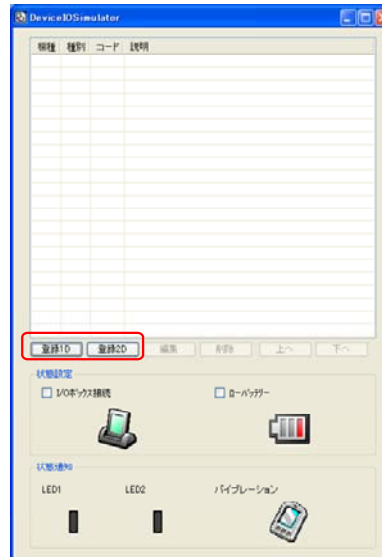 DeviceIOSimulator
機種 種別 コード 説明
登録1D 登録2D 編集 削除 上へ 下へ
状態設定
I/Oボックス接続 ローバッテリー
状態通知
LED1 LED2 バイブレーション